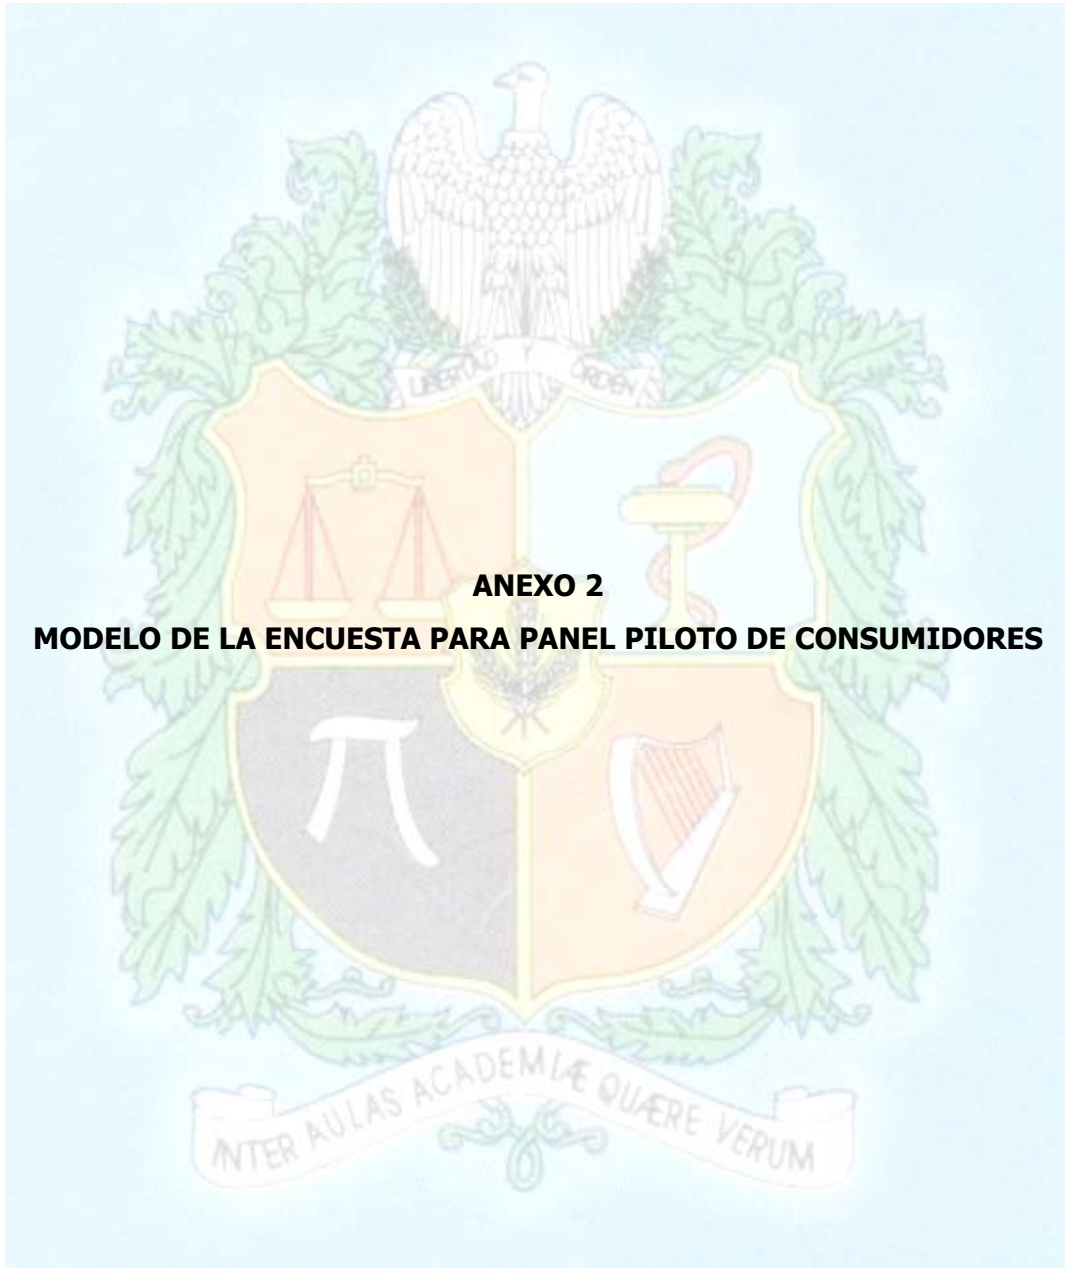 LIBERTAD Y ORDEN
ANEXO 2
MODELO DE LA ENCUESTA PARA PANEL PILOTO DE CONSUMIDORES
π
INTER AULAS ACADEMIÆ QUÆRE VERUM